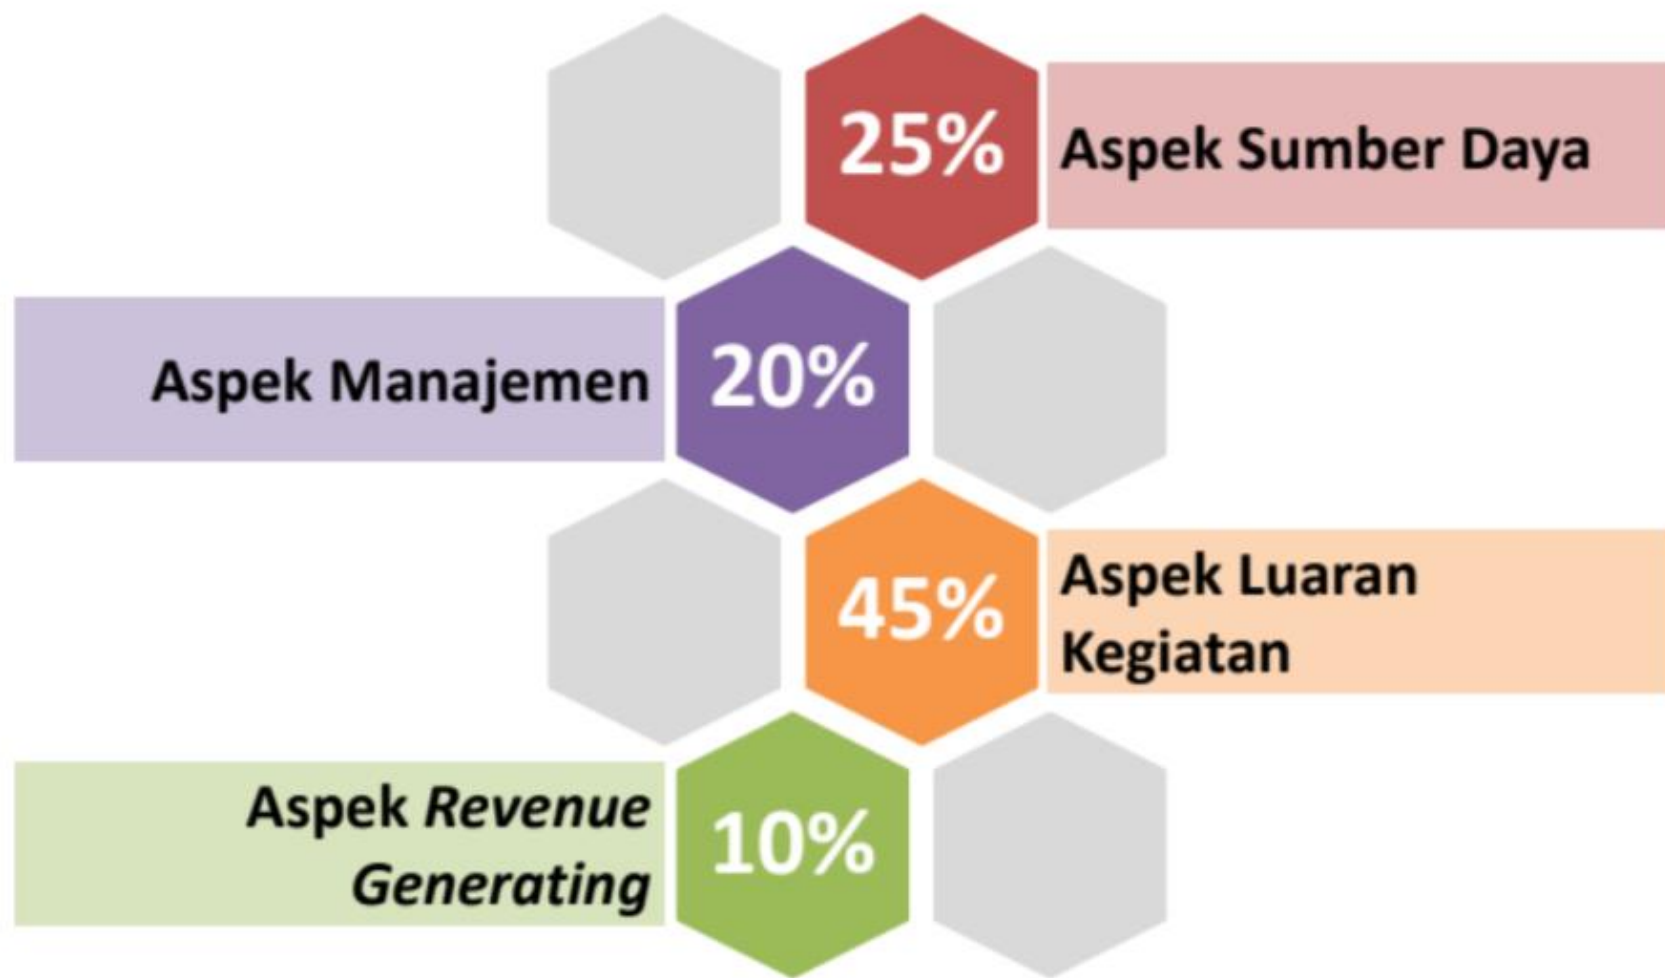 25%
Aspek Sumber Daya
Aspek Manajemen
20%
45%
Aspek Luaran
Kegiatan
Aspek Revenue
Generating
10%